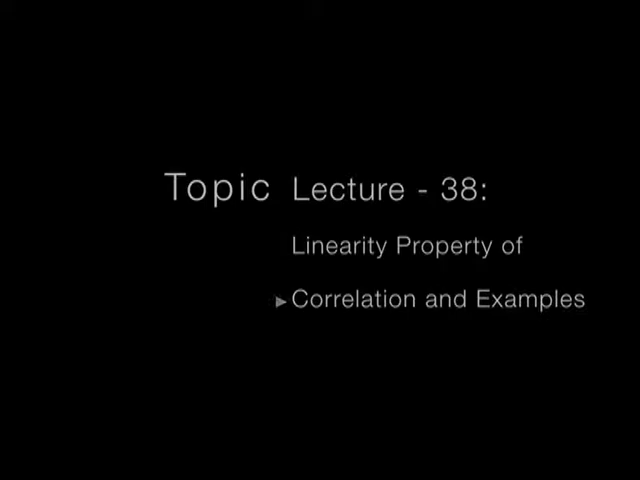 Topic Lecture - 38:
Linearity Property of
►Correlation and Examples